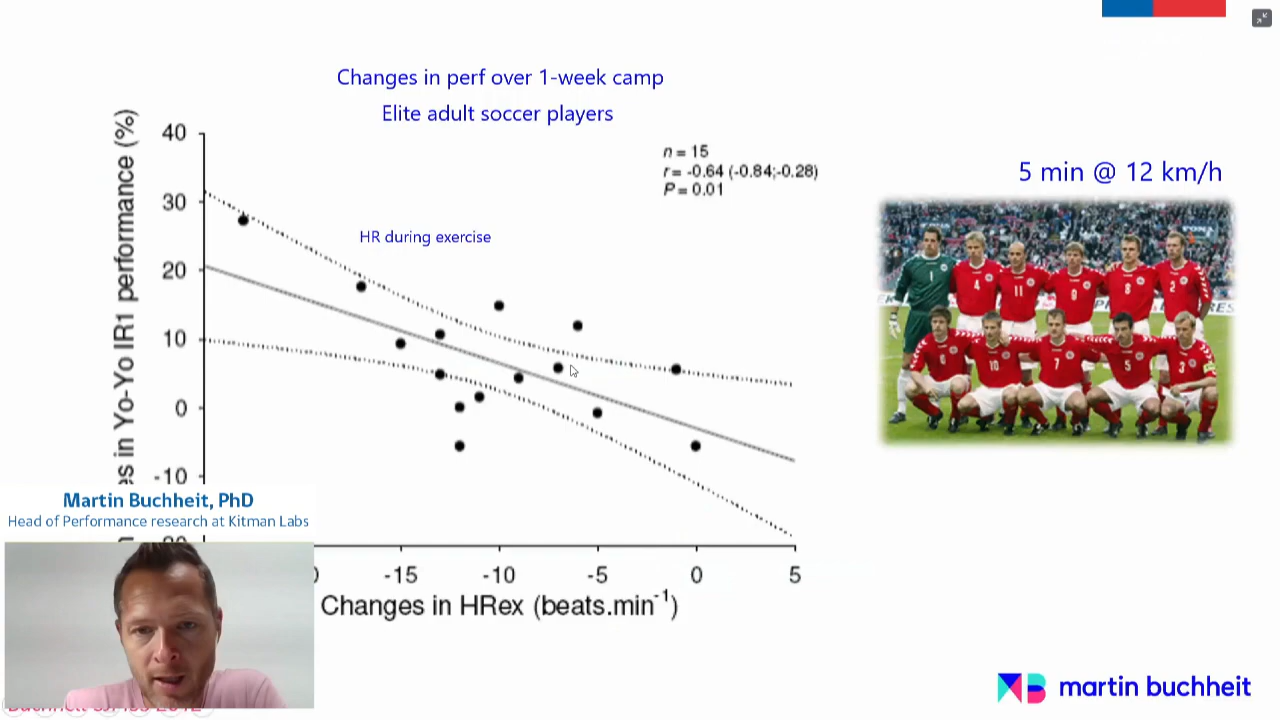 Changes in perf over 1-week camp
Elite adult soccer players
n = 15
r= -0.64 (-0.84;-0.28)
P = 0.01
5 min @ 12 km/h
HR during exercise
es in Yo-Yo IR1 performance (%)
40
30
20
10
0
-10
-15
-10
-5
0
5
Changes in HRex (beats.min-1)
Martin Buchheit, PhD
Head of Performance research at Kitman Labs
martin buchheit